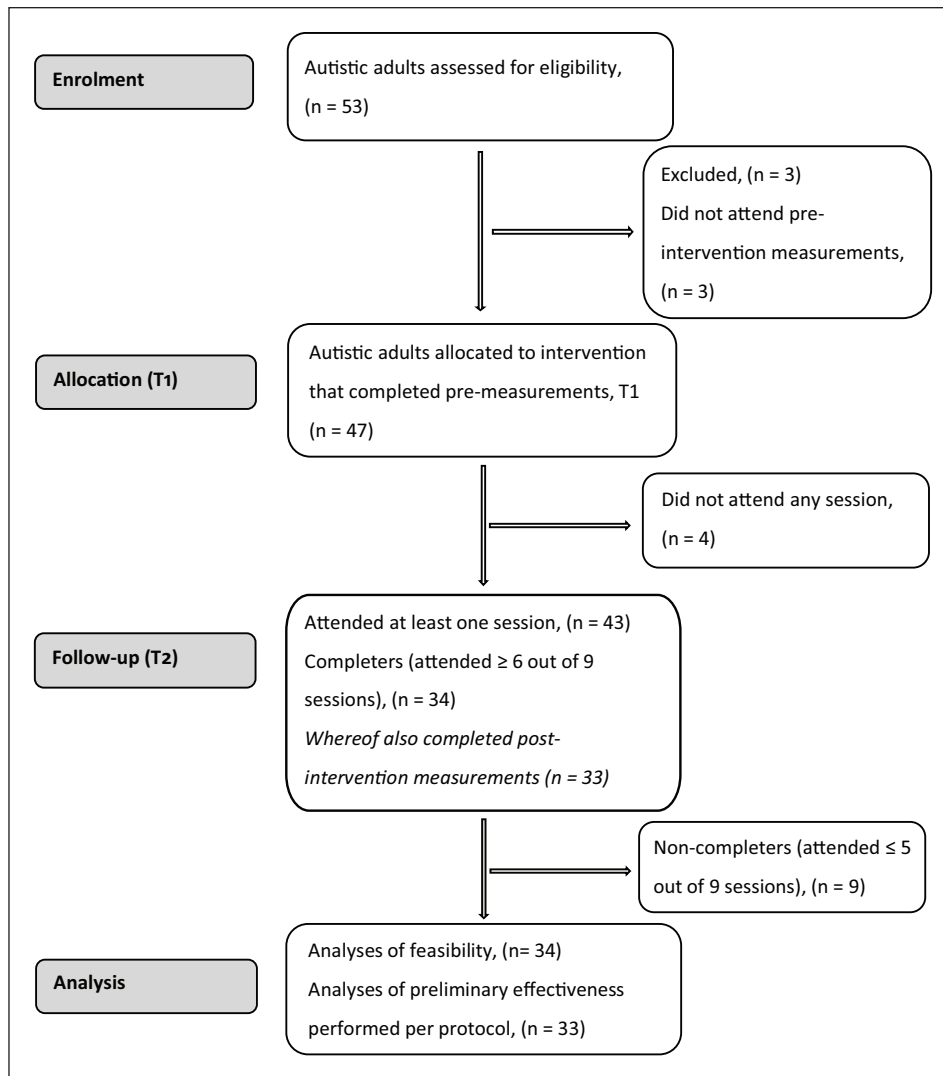 Enrolment
Autistic adults assessed for eligibility,
(n = 53)
Excluded, (n = 3)
Did not attend pre-
intervention measurements,
(n = 3)
Allocation (T1)
Autistic adults allocated to intervention
that completed pre-measurements, T1
(n = 47)
Did not attend any session,
(n = 4)
Follow-up (T2)
Attended at least one session, (n = 43)
Completers (attended ≥ 6 out of 9
sessions), (n = 34)
Whereof also completed post-
intervention measurements (n = 33)
Non-completers (attended ≤ 5
out of 9 sessions), (n = 9)
Analysis
Analyses of feasibility, (n= 34)
Analyses of preliminary effectiveness
performed per protocol, (n = 33)